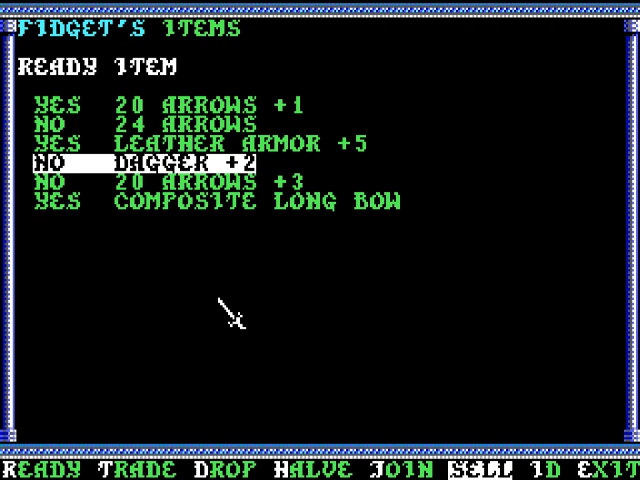 FIDGET'S ITEMS
READY ITEM
YES 20 ARROWS +1
NO 24 ARROWS
YES LEATHER ARMOR +5
NO DAGGER +2
NO 20 ARROWS +3
YES COMPOSITE LONG BOW
READY TRADE DROP HALVE JOIN SELL ID EXIT